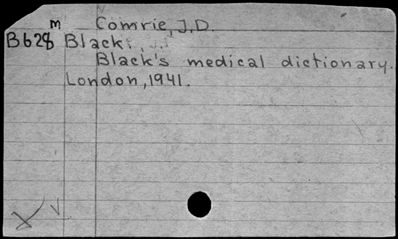 m Comrie, J.D.
B628 Black, J.
Black's medical dictionary.
London, 1941.